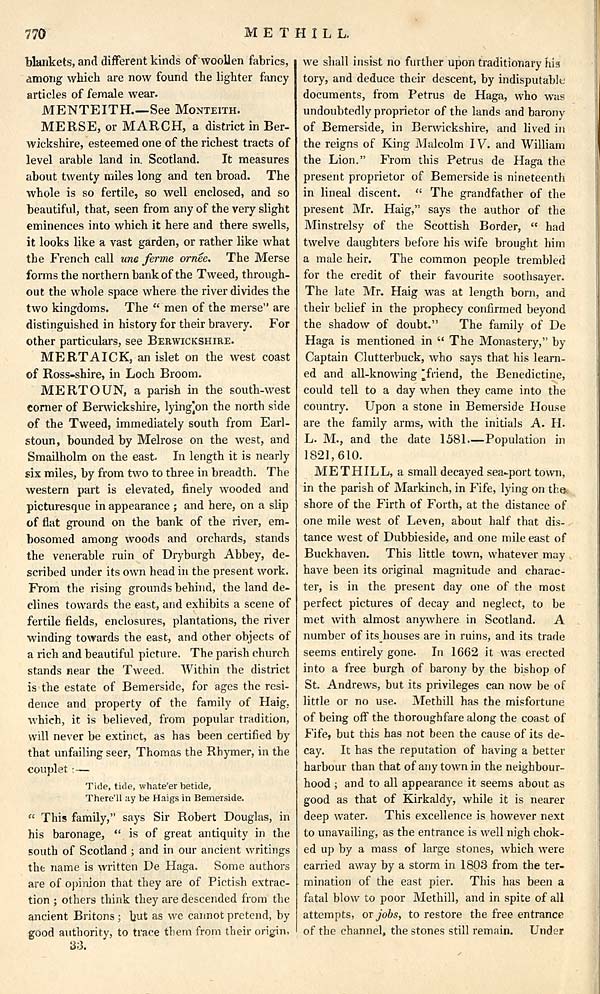 770
METHILL.
blankets, and different kinds of woollen fabrics,
among which are now found the lighter fancy
articles of female wear.
MENTEITH.—See MONTEITH.
MERSE, or MARCH, a district in Ber-
wickshire, esteemed one of the richest tracts of
level arable land in Scotland. It measures
about twenty miles long and ten broad. The
whole is so fertile, so well enclosed, and so
beautiful, that, seen from any of the very slight
eminences into which it here and there swells,
it looks like a vast garden, or rather like what
the French call une ferme ornée. The Merse
forms the northern bank of the Tweed, through-
out the whole space where the river divides the
two kingdoms. The “ men of the merse” are
distinguished in history for their bravery. For
other particulars, see BERWICKSHIRE.
MERTAICK, an islet on the west coast
of Ross-shire, in Loch Broom.
MERTOUN, a parish in the south-west
corner of Berwickshire, lying on the north side
of the Tweed, immediately south from Earl-
stoun, bounded by Melrose on the west, and
Smailholm on the east. In length it is nearly
six miles, by from two to three in breadth. The
western part is elevated, finely wooded and
picturesque in appearance ; and here, on a slip
of flat ground on the bank of the river, em-
bosomed among woods and orchards, stands
the venerable ruin of Dryburgh Abbey, de-
scribed under its own head in the present work.
From the rising grounds behind, the land de-
clines towards the east, and exhibits a scene of
fertile fields, enclosures, plantations, the river
winding towards the east, and other objects of
a rich and beautiful picture. The parish church
stands near the Tweed. Within the district
is the estate of Bemerside, for ages the resi-
dence and property of the family of Haig,
which, it is believed, from popular tradition,
will never be extinct, as has been certified by
that unfailing seer, Thomas the Rhymer, in the
couplet :—
Tide, tide, whate'er betide,
There'll ay be Haigs in Bemerside.
“ This family,” says Sir Robert Douglas, in
his baronage, “ is of great antiquity in the
south of Scotland ; and in our ancient writings
the name is written De Haga. Some authors
are of opinion that they are of Pictish extrac-
tion ; others think they are descended from the
ancient Britons ; but as we cannot pretend, by
good authority, to trace them from their origin,
33.
we shall insist no further upon traditionary his
tory, and deduce their descent, by indisputable
documents, from Petrus de Haga, who was
undoubtedly proprietor of the lands and barony
of Bemerside, in Berwickshire, and lived in
the reigns of King Malcolm IV. and William
the Lion.” From this Petrus de Haga the
present proprietor of Bemerside is nineteenth
in lineal discent. “ The grandfather of the
present Mr. Haig,” says the author of the
Minstrelsy of the Scottish Border, “ had
twelve daughters before his wife brought him
a male heir. The common people trembled
for the credit of their favourite soothsayer.
The late Mr. Haig was at length born, and
their belief in the prophecy confirmed beyond
the shadow of doubt.” The family of De
Haga is mentioned in “ The Monastery,” by
Captain Clutterbuck, who says that his learn-
ed and all-knowing friend, the Benedictine,
could tell to a day when they came into the
country. Upon a stone in Bemerside House
are the family arms, with the initials A. H.
L. M., and the date 1581.—Population in
1821, 610.
METHILL, a small decayed sea-port town,
in the parish of Markinch, in Fife, lying on the
shore of the Firth of Forth, at the distance of
one mile west of Leven, about half that dis-
tance west of Dubbieside, and one mile east of
Buckhaven. This little town, whatever may
have been its original magnitude and charac-
ter, is in the present day one of the most
perfect pictures of decay and neglect, to be
met with almost anywhere in Scotland. A
number of its houses are in ruins, and its trade
seems entirely gone. In 1662 it was erected
into a free burgh of barony by the bishop of
St. Andrews, but its privileges can now be of
little or no use. Methill has the misfortune
of being off the thoroughfare along the coast of
Fife, but this has not been the cause of its de-
cay. It has the reputation of having a better
harbour than that of any town in the neighbour-
hood ; and to all appearance it seems about as
good as that of Kirkaldy, while it is nearer
deep water. This excellence is however next
to unavailing, as the entrance is well nigh chok-
ed up by a mass of large stones, which were
carried away by a storm in 1803 from the ter-
mination of the east pier. This has been a
fatal blow to poor Methill, and in spite of all
attempts, or jobs, to restore the free entrance
of the channel, the stones still remain. Under